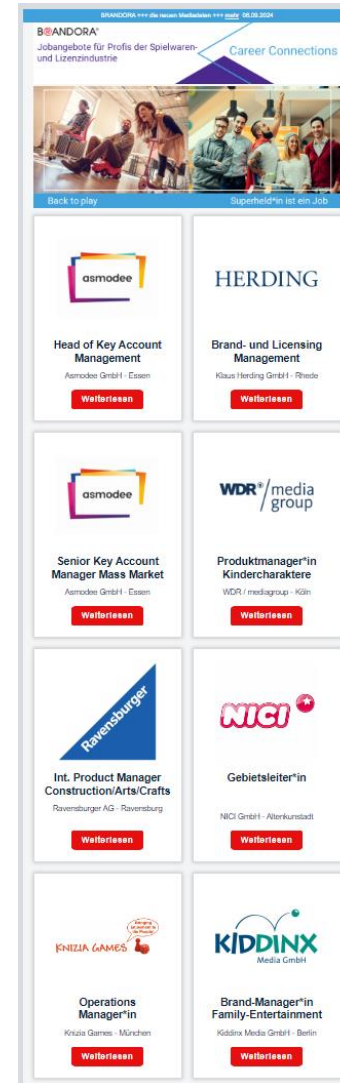 BRANDORA +++ die neuen Mediadaten +++ mehr 06.09.2024
BRANDORA®
Jobangebote für Profis der Spielwaren-
und Lizenzindustrie
Career Connections
Back to play
Superheld*in ist ein Job
asmodee
Head of Key Account
Management
Asmodee GmbH - Essen
Weiterlesen
HERDING
Brand- und Licensing
Management
Klaus Herding GmbH - Rhede
Weiterlesen
asmodee
Senior Key Account
Manager Mass Market
Asmodee GmbH - Essen
Weiterlesen
WDR®/media
group
Produktmanager*in
Kindercharaktere
WDR / mediagroup - Köln
Weiterlesen
Ravensburger
Int. Product Manager
Construction/Arts/Crafts
Ravensburger AG - Ravensburg
Weiterlesen
NICI
Gebietsleiter*in
NICI GmbH - Altenkunstadt
Weiterlesen
KNIZIA GAMES
Operations
Manager*in
Knizia Games - München
Weiterlesen
KIDDINX
Media GmbH
Brand-Manager*in
Family-Entertainment
Kiddinx Media GmbH - Berlin
Weiterlesen